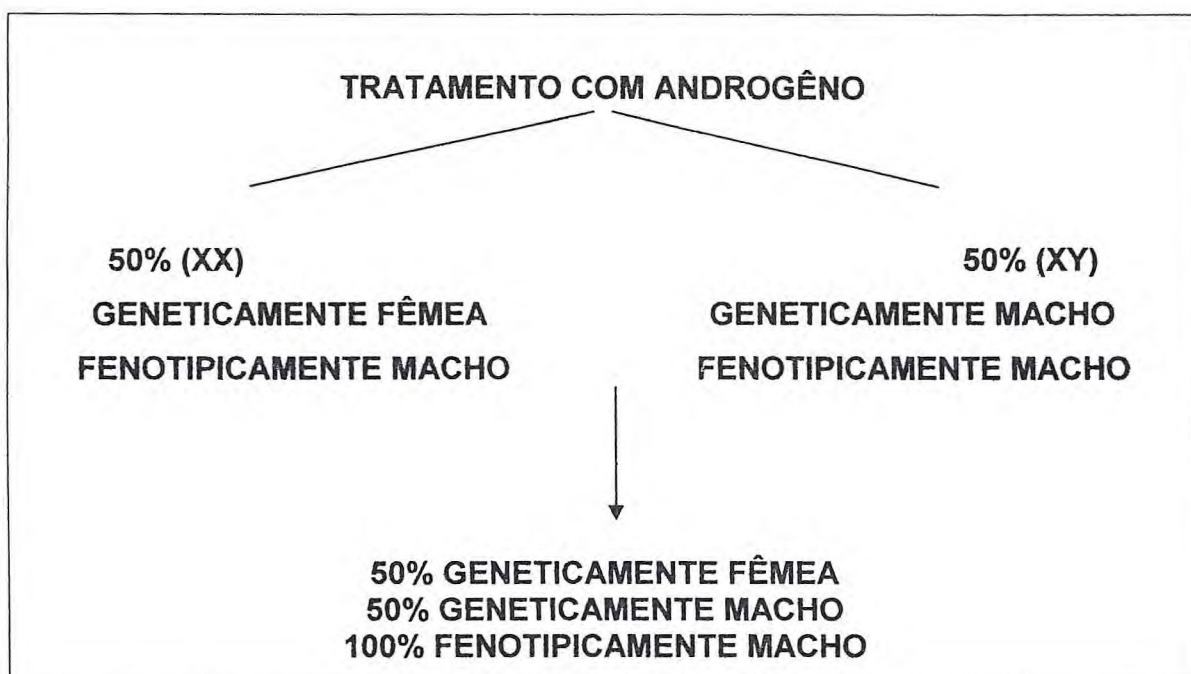 TRATAMENTO COM ANDROGÊNO
50% (XX)
GENETICAMENTE FÊMEA
FENOTIPICAMENTE MACHO
50% (XY)
GENETICAMENTE MACHO
FENOTIPICAMENTE MACHO
50% GENETICAMENTE FÊMEA
50% GENETICAMENTE MACHO
100% FENOTIPICAMENTE MACHO